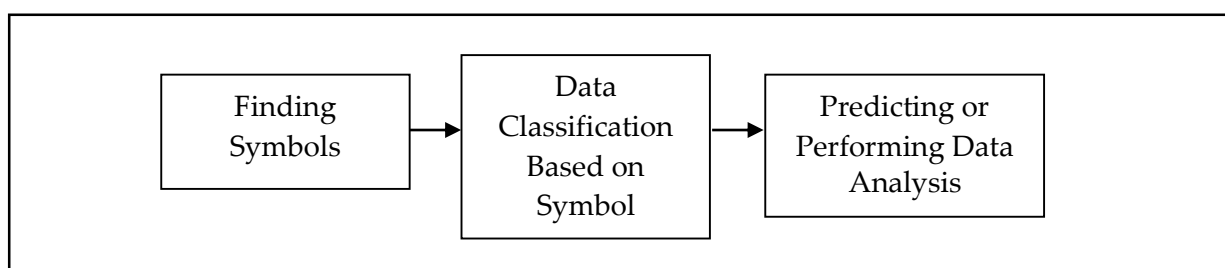 Finding
Symbols
Data
Classification
Based on
Symbol
Predicting or
Performing Data
Analysis